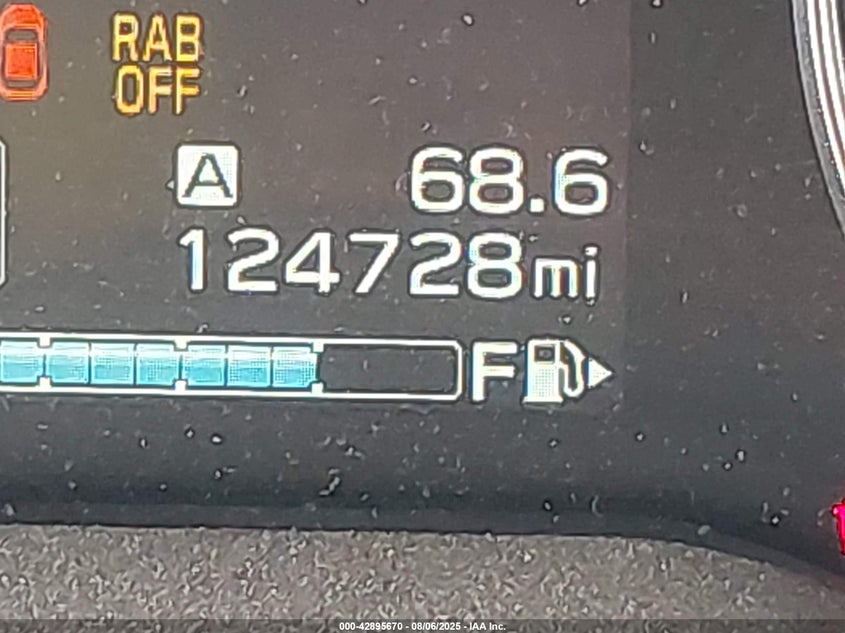 RAB
OFF
A 68.6
124728mi
F
000-42895670 - 08/06/2025 - IAA Inc.